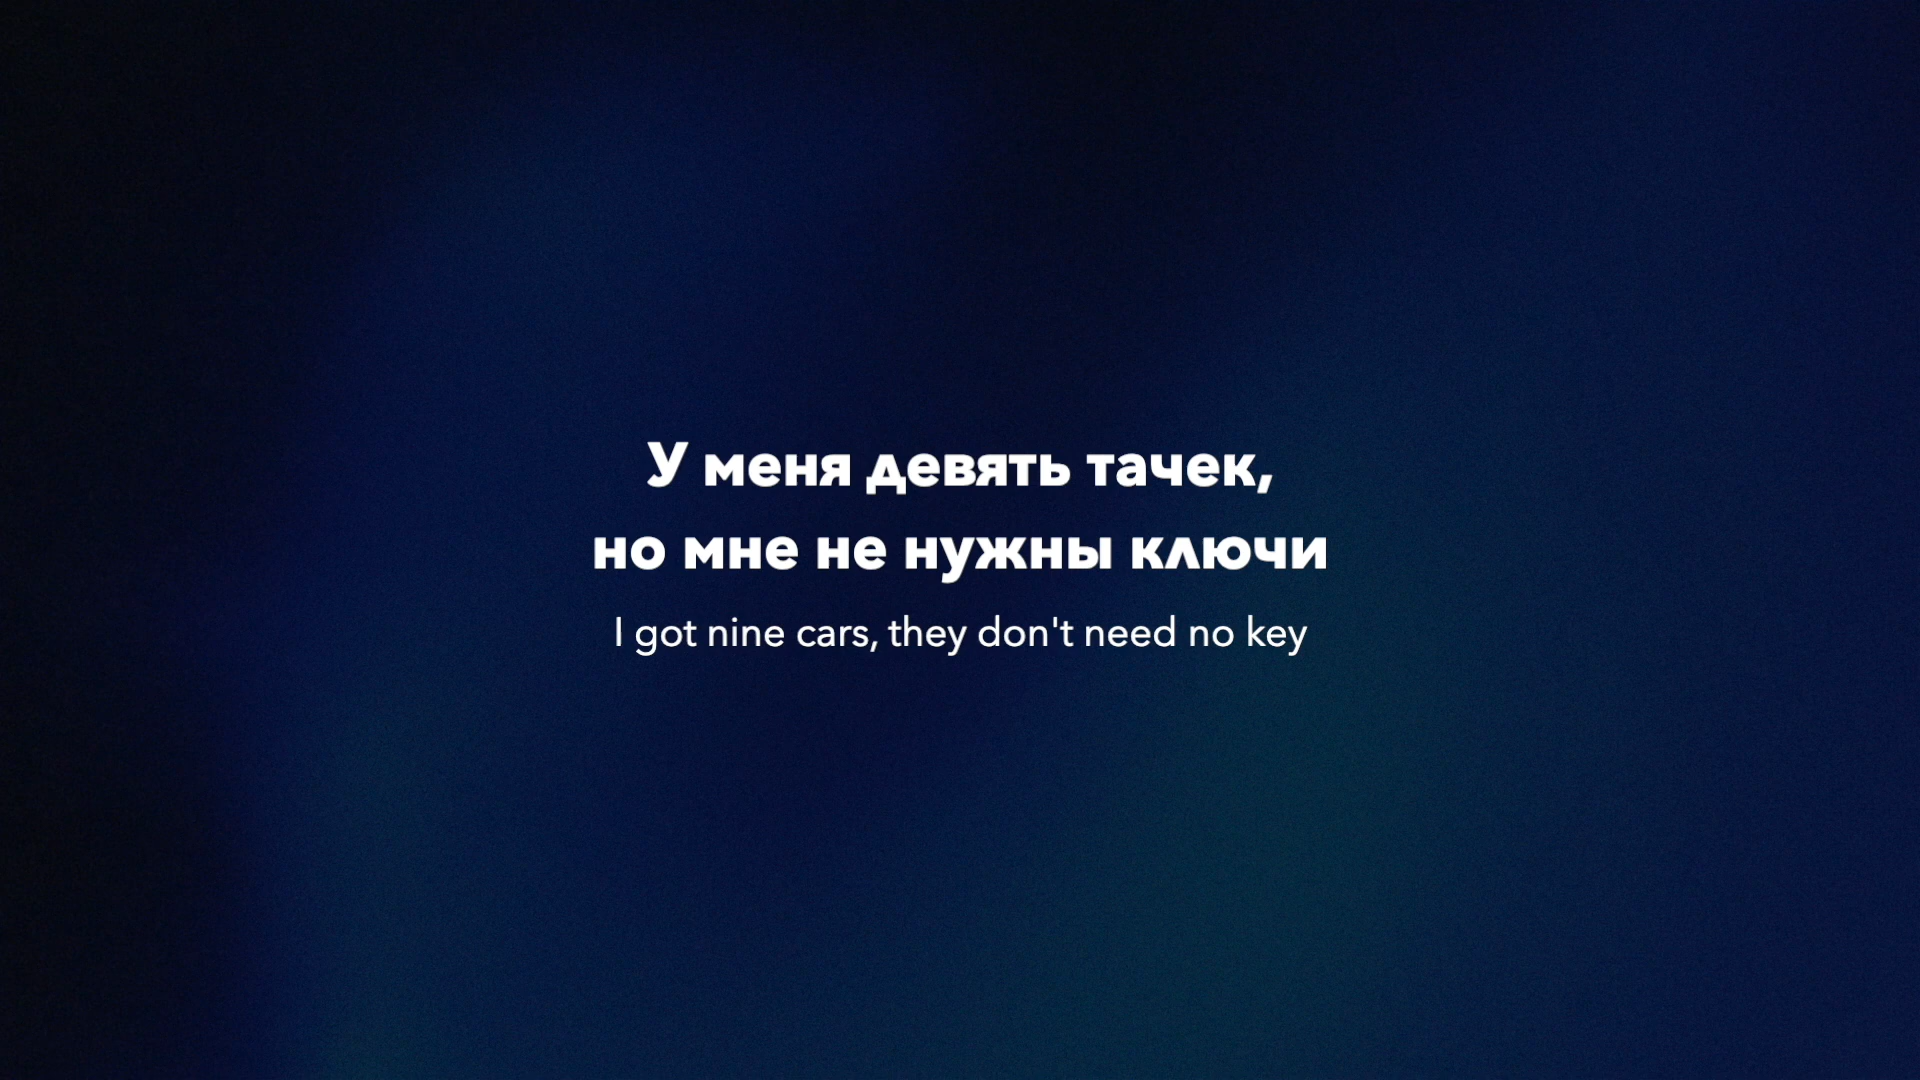 У меня девять тачек,
но мне не нужны ключи
I got nine cars, they don't need no key